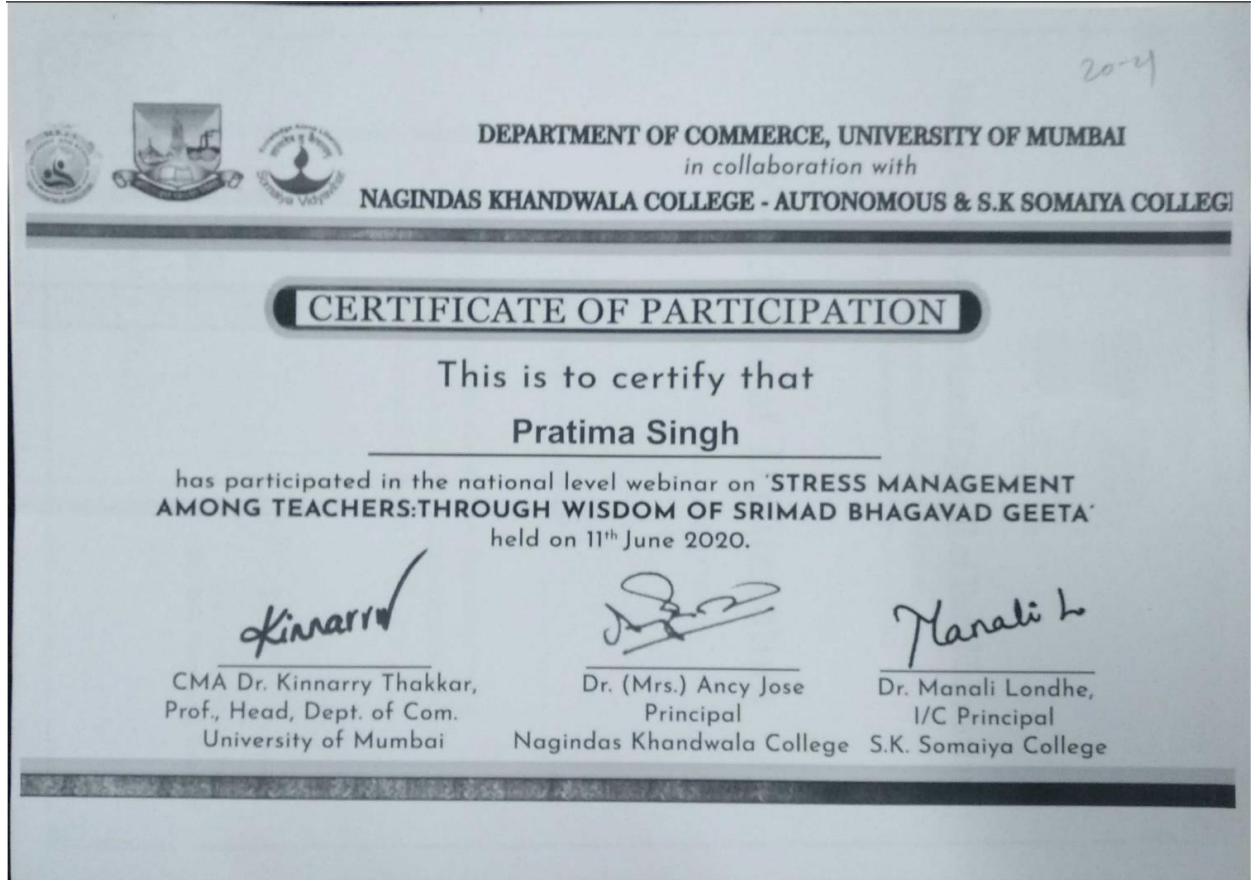 20-21
DEPARTMENT OF COMMERCE, UNIVERSITY OF MUMBAI
in collaboration with
NAGINDAS KHANDWALA COLLEGE - AUTONOMOUS & S.K SOMAIYA COLLEGE
Somaiya Vidyavihar
CERTIFICATE OF PARTICIPATION
This is to certify that
Pratima Singh
has participated in the national level webinar on 'STRESS MANAGEMENT
AMONG TEACHERS:THROUGH WISDOM OF SRIMAD BHAGAVAD GEETA'
held on 11th June 2020.
Kinnarry
Manali L
CMA Dr. Kinnarry Thakkar,
Prof., Head, Dept. of Com.
University of Mumbai
Dr. (Mrs.) Ancy Jose
Principal
Nagindas Khandwala College
Dr. Manali Londhe,
I/C Principal
S.K. Somaiya College